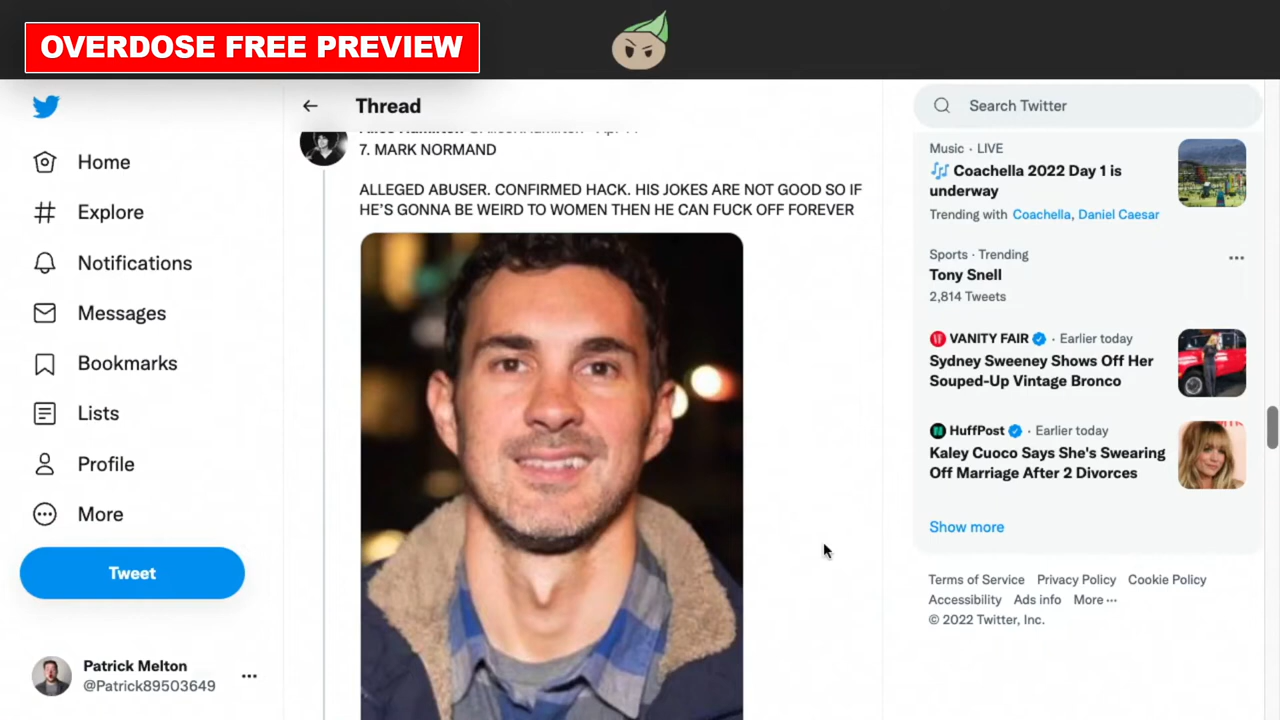 OVERDOSE FREE PREVIEW
Home
Explore
Notifications
Messages
Bookmarks
Lists
Profile
More
Tweet
Patrick Melton
@Patrick89503649
Thread
7. MARK NORMAND
ALLEGED ABUSER. CONFIRMED HACK. HIS JOKES ARE NOT GOOD SO IF
HE'S GONNA BE WEIRD TO WOMEN THEN HE CAN FUCK OFF FOREVER
Search Twitter
Music · LIVE
Coachella 2022 Day 1 is
underway
Trending with Coachella, Daniel Caesar
Sports · Trending
Tony Snell
2,814 Tweets
VANITY FAIR · Earlier today
Sydney Sweeney Shows Off Her
Souped-Up Vintage Bronco
HuffPost · Earlier today
Kaley Cuoco Says She's Swearing
Off Marriage After 2 Divorces
Show more
Terms of Service Privacy Policy Cookie Policy
Accessibility Ads info More ···
© 2022 Twitter, Inc.